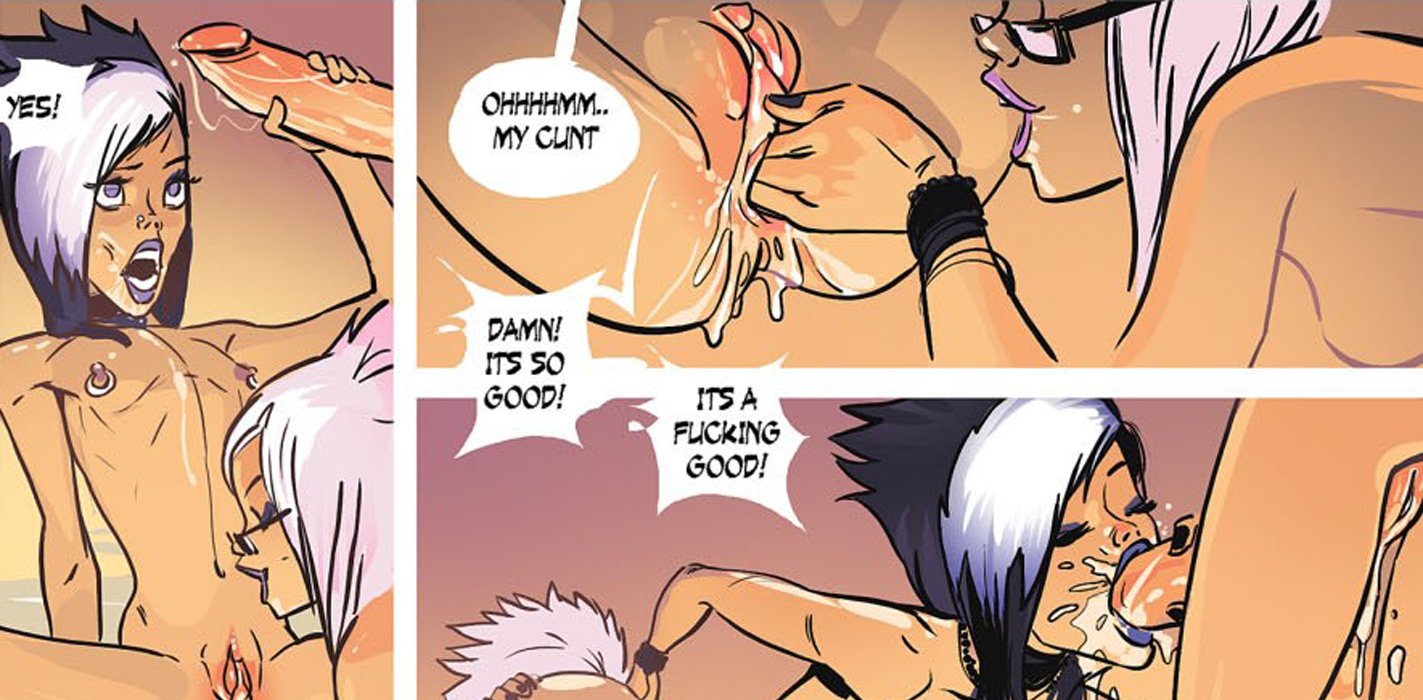 YES!
OHHHHMM..
MY CUNT
DAMN!
ITS SO
GOOD!
ITS A
FUCKING
GOOD!